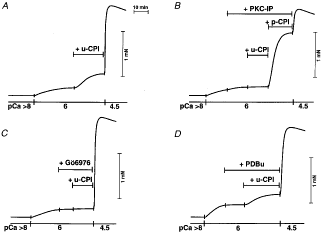 A
10 min
+ u-CPI
1 mN
pCa >8 6 4.5
B
+ PKC-IP
+ p-CPI
+ u-CPI
1 mN
pCa >8 6 4.5
C
+ Gö6976
+ u-CPI
1 mN
pCa >8 6 4.5
D
+ PDBu
+ u-CPI
1 mN
pCa >8 6 4.5